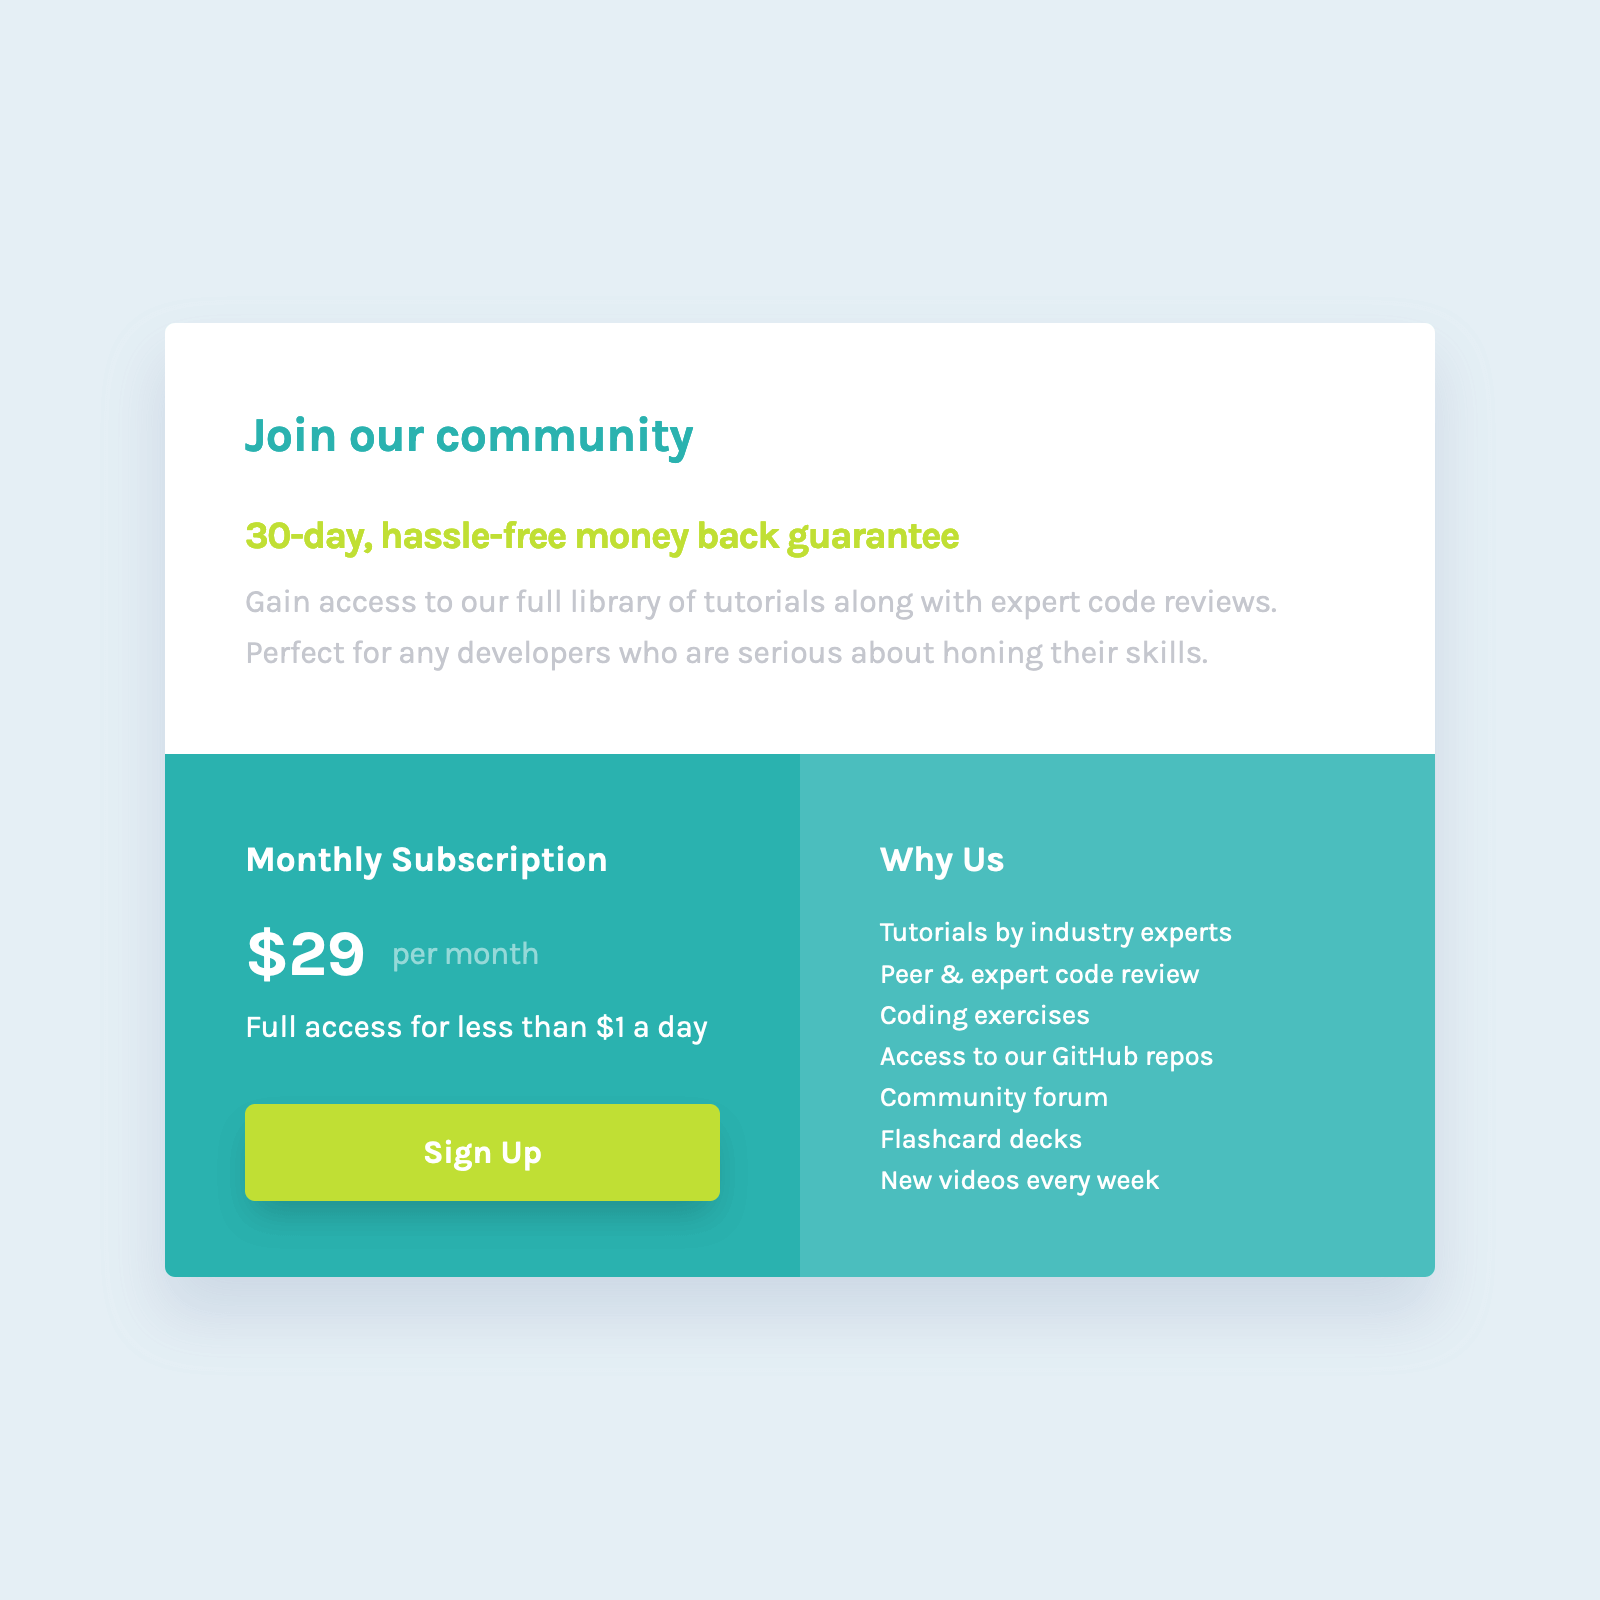 Join our community
30-day, hassle-free money back guarantee
Gain access to our full library of tutorials along with expert code reviews.
Perfect for any developers who are serious about honing their skills.
Monthly Subscription
$29 per month
Full access for less than $1 a day
Sign Up
Why Us
Tutorials by industry experts
Peer & expert code review
Coding exercises
Access to our GitHub repos
Community forum
Flashcard decks
New videos every week